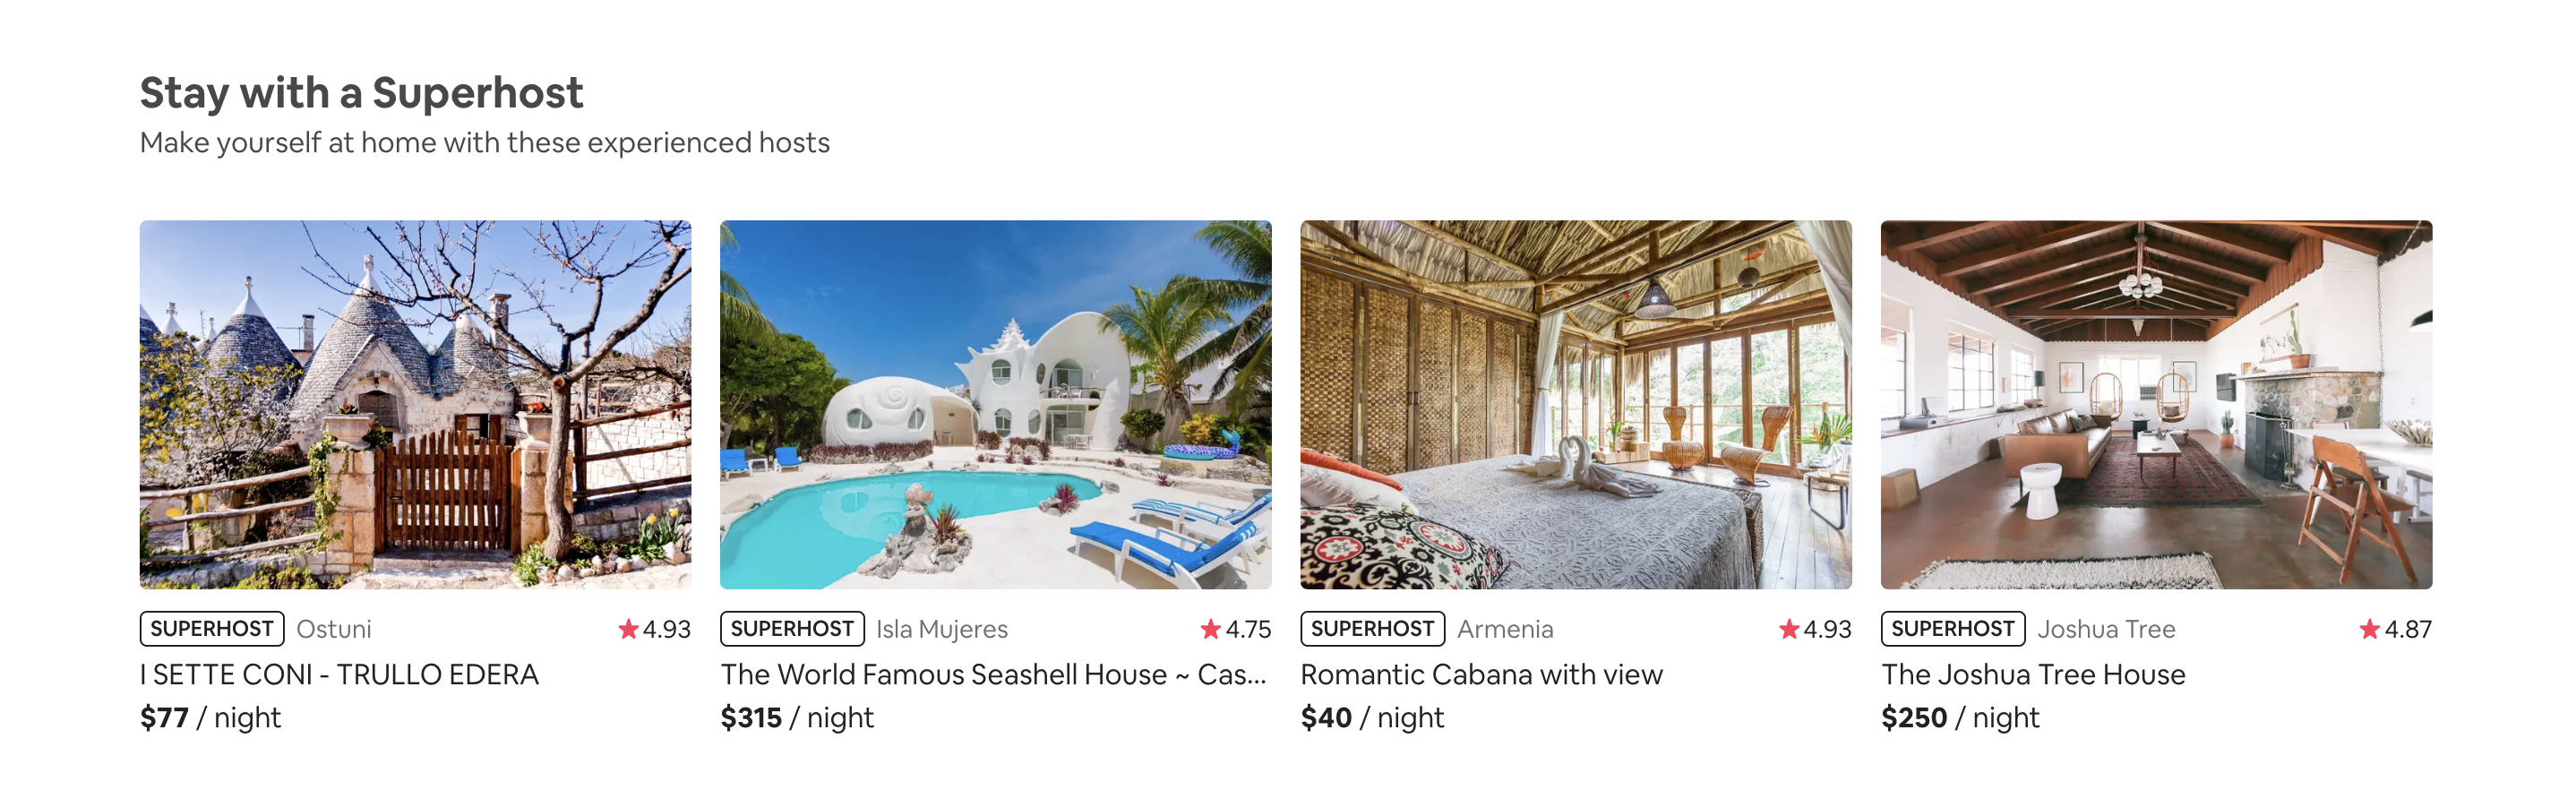 Stay with a Superhost
Make yourself at home with these experienced hosts
SUPERHOST Ostuni ★4.93
I SETTE CONI - TRULLO EDERA
$77 / night
SUPERHOST Isla Mujeres ★4.75
The World Famous Seashell House ~ Cas...
$315 / night
SUPERHOST Armenia ★4.93
Romantic Cabana with view
$40 / night
SUPERHOST Joshua Tree ★4.87
The Joshua Tree House
$250 / night